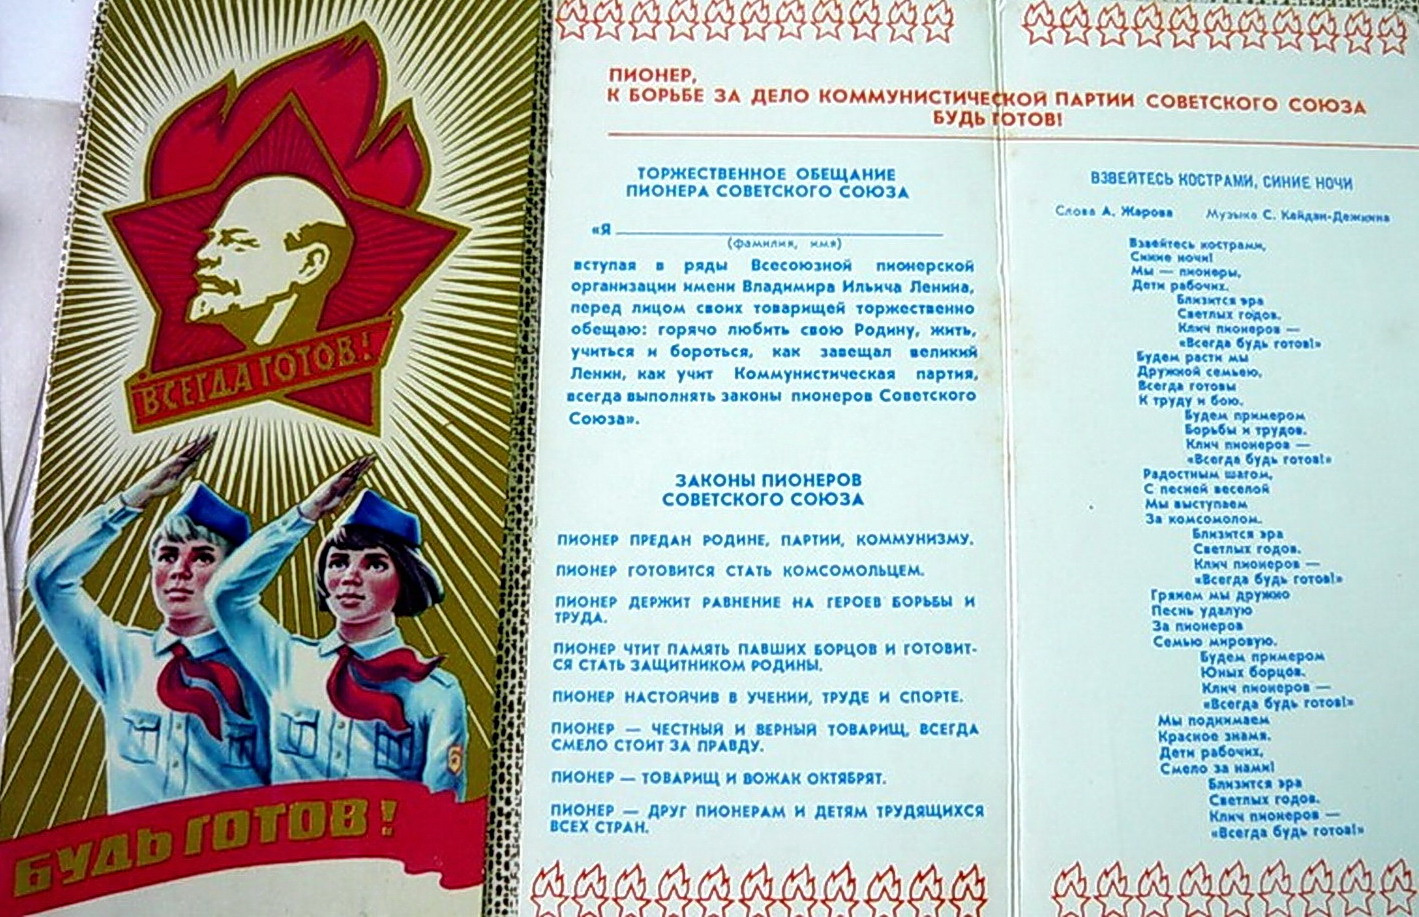 ВСЕГДА ГОТОВ!
БУДЬ ГОТОВ!
ПИОНЕР,
К БОРЬБЕ ЗА ДЕЛО КОММУНИСТИЧЕСКОЙ ПАРТИИ СОВЕТСКОГО СОЮЗА
БУДЬ ГОТОВ!
ТОРЖЕСТВЕННОЕ ОБЕЩАНИЕ
ПИОНЕРА СОВЕТСКОГО СОЮЗА
«Я
(фамилия, имя)
вступая в ряды Всесоюзной пионерской
организации имени Владимира Ильича Ленина,
перед лицом своих товарищей торжественно
обещаю: горячо любить свою Родину, жить,
учиться и бороться, как завещал великий
Ленин, как учит Коммунистическая партия,
всегда выполнять законы пионеров Советского
Союза».
ЗАКОНЫ ПИОНЕРОВ
СОВЕТСКОГО СОЮЗА
ПИОНЕР ПРЕДАН РОДИНЕ, ПАРТИИ, КОММУНИЗМУ.
ПИОНЕР ГОТОВИТСЯ СТАТЬ КОМСОМОЛЬЦЕМ.
ПИОНЕР ДЕРЖИТ РАВНЕНИЕ НА ГЕРОЕВ БОРЬБЫ И
ТРУДА.
ПИОНЕР ЧТИТ ПАМЯТЬ ПАВШИХ БОРЦОВ И ГОТОВИТ-
СЯ СТАТЬ ЗАЩИТНИКОМ РОДИНЫ.
ПИОНЕР НАСТОЙЧИВ В УЧЕНИИ, ТРУДЕ И СПОРТЕ.
ПИОНЕР — ЧЕСТНЫЙ И ВЕРНЫЙ ТОВАРИЩ, ВСЕГДА
СМЕЛО СТОИТ ЗА ПРАВДУ.
ПИОНЕР — ТОВАРИЩ И ВОЖАК ОКТЯБРЯТ.
ПИОНЕР — ДРУГ ПИОНЕРАМ И ДЕТЯМ ТРУДЯЩИХСЯ
ВСЕХ СТРАН.
ВЗВЕЙТЕСЬ КОСТРАМИ, СИНИЕ НОЧИ
Слова А. Жарова Музыка С. Кайдан-Дежкина
Взвейтесь кострами,
Синие ночи!
Мы — пионеры,
Дети рабочих.
Близится эра
Светлых годов.
Клич пионеров —
«Всегда будь готов!»
Будем расти мы
Дружной семьею,
Всегда готовы
К труду и бою.
Будем примером
Борьбы и трудов.
Клич пионеров —
«Всегда будь готов!»
Радостным шагом,
С песней веселой
Мы выступаем
За комсомолом.
Близится эра
Светлых годов.
Клич пионеров —
«Всегда будь готов!»
Грянем мы дружно
Песнь удалую
За пионеров
Семью мировую.
Будем примером
Юных борцов.
Клич пионеров —
«Всегда будь готов!»
Мы поднимаем
Красное знамя.
Дети рабочих,
Смело за нами!
Близится эра
Светлых годов.
Клич пионеров —
«Всегда будь готов!»